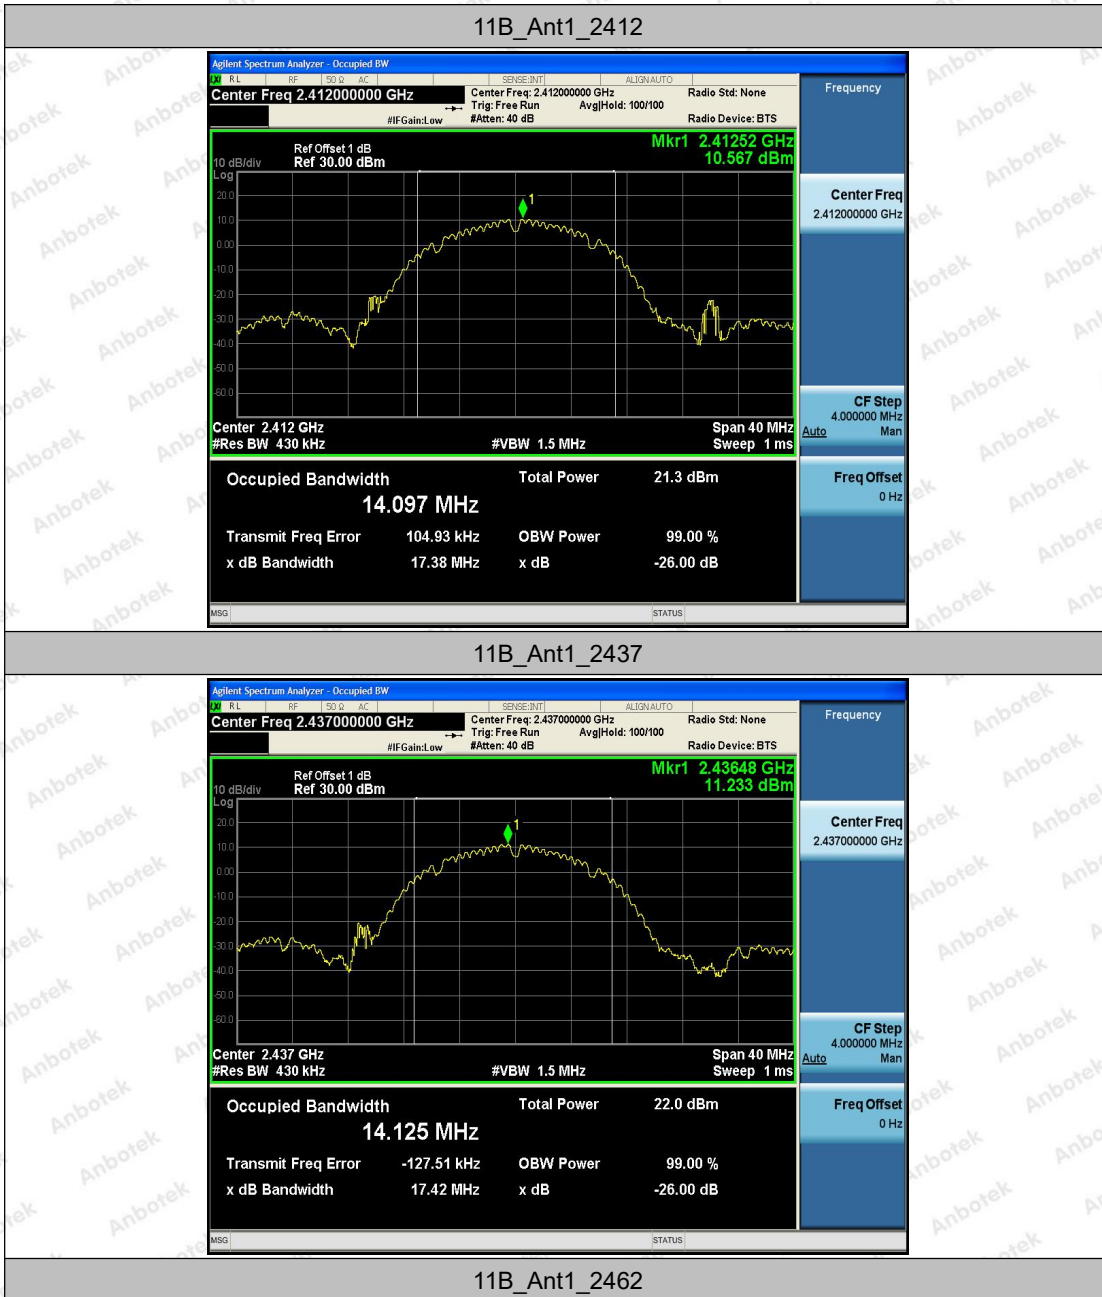 11B_Ant1_2412
Agilent Spectrum Analyzer - Occupied BW
LXI RL RF 50 Ω AC SENSE:INT ALIGN AUTO
Center Freq 2.412000000 GHz
Center Freq: 2.412000000 GHz Radio Std: None
Trig: Free Run Avg|Hold: 100/100
#IFGain:Low #Atten: 40 dB Radio Device: BTS
Frequency
Mkr1 2.41252 GHz
10.567 dBm
Ref Offset 1 dB
10 dB/div Ref 30.00 dBm
Log
20.0
10.0
0.00
-10.0
-20.0
-30.0
-40.0
-50.0
-60.0
1
Center Freq
2.412000000 GHz
Center 2.412 GHz Span 40 MHz
#Res BW 430 kHz #VBW 1.5 MHz Sweep 1 ms
CF Step
4.000000 MHz
Auto Man
Occupied Bandwidth Total Power 21.3 dBm
14.097 MHz
Transmit Freq Error 104.93 kHz OBW Power 99.00 %
x dB Bandwidth 17.38 MHz x dB -26.00 dB
Freq Offset
0 Hz
MSG STATUS
11B_Ant1_2437
Agilent Spectrum Analyzer - Occupied BW
LXI RL RF 50 Ω AC SENSE:INT ALIGN AUTO
Center Freq 2.437000000 GHz
Center Freq: 2.437000000 GHz Radio Std: None
Trig: Free Run Avg|Hold: 100/100
#IFGain:Low #Atten: 40 dB Radio Device: BTS
Frequency
Mkr1 2.43648 GHz
11.233 dBm
Ref Offset 1 dB
10 dB/div Ref 30.00 dBm
Log
20.0
10.0
0.00
-10.0
-20.0
-30.0
-40.0
-50.0
-60.0
1
Center Freq
2.437000000 GHz
Center 2.437 GHz Span 40 MHz
#Res BW 430 kHz #VBW 1.5 MHz Sweep 1 ms
CF Step
4.000000 MHz
Auto Man
Occupied Bandwidth Total Power 22.0 dBm
14.125 MHz
Transmit Freq Error -127.51 kHz OBW Power 99.00 %
x dB Bandwidth 17.42 MHz x dB -26.00 dB
Freq Offset
0 Hz
MSG STATUS
11B_Ant1_2462
Anbotek